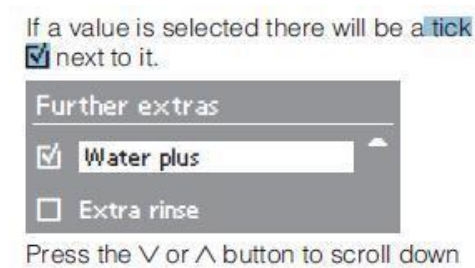 If a value is selected there will be a tick
☑ next to it.
Further extras
☑ Water plus
☐ Extra rinse
Press the ∨ or ∧ button to scroll down